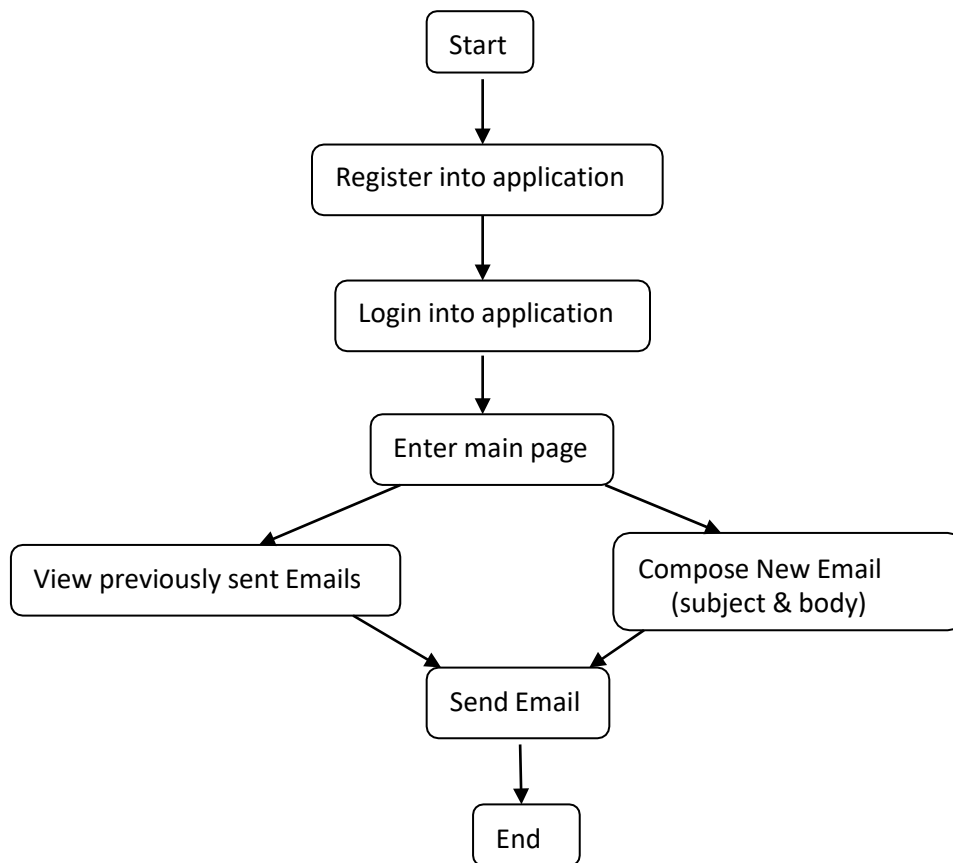 Start
Register into application
Login into application
Enter main page
View previously sent Emails
Compose New Email
(subject & body)
Send Email
End